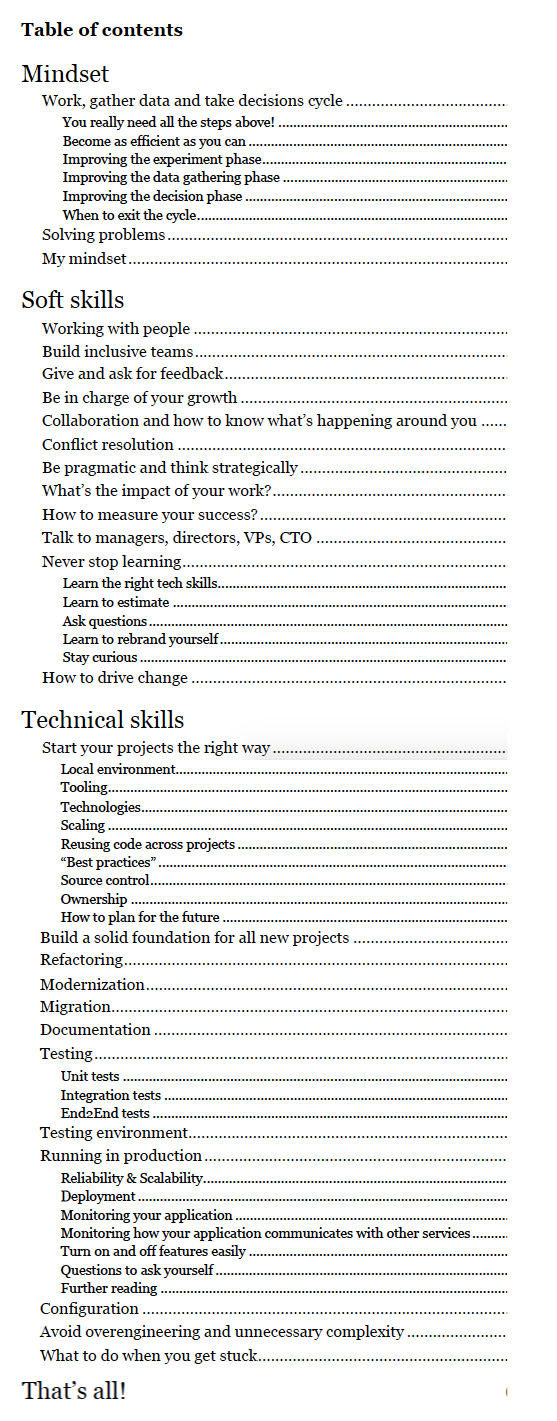 Table of contents
Mindset
Work, gather data and take decisions cycle
You really need all the steps above!
Become as efficient as you can
Improving the experiment phase
Improving the data gathering phase
Improving the decision phase
When to exit the cycle
Solving problems
My mindset
Soft skills
Working with people
Build inclusive teams
Give and ask for feedback
Be in charge of your growth
Collaboration and how to know what's happening around you
Conflict resolution
Be pragmatic and think strategically
What's the impact of your work?
How to measure your success?
Talk to managers, directors, VPs, CTO
Never stop learning
Learn the right tech skills
Learn to estimate
Ask questions
Learn to rebrand yourself
Stay curious
How to drive change
Technical skills
Start your projects the right way
Local environment
Tooling
Technologies
Scaling
Reusing code across projects
“Best practices”
Source control
Ownership
How to plan for the future
Build a solid foundation for all new projects
Refactoring
Modernization
Migration
Documentation
Testing
Unit tests
Integration tests
End2End tests
Testing environment
Running in production
Reliability & Scalability
Deployment
Monitoring your application
Monitoring how your application communicates with other services
Turn on and off features easily
Questions to ask yourself
Further reading
Configuration
Avoid overengineering and unnecessary complexity
What to do when you get stuck
That's all!